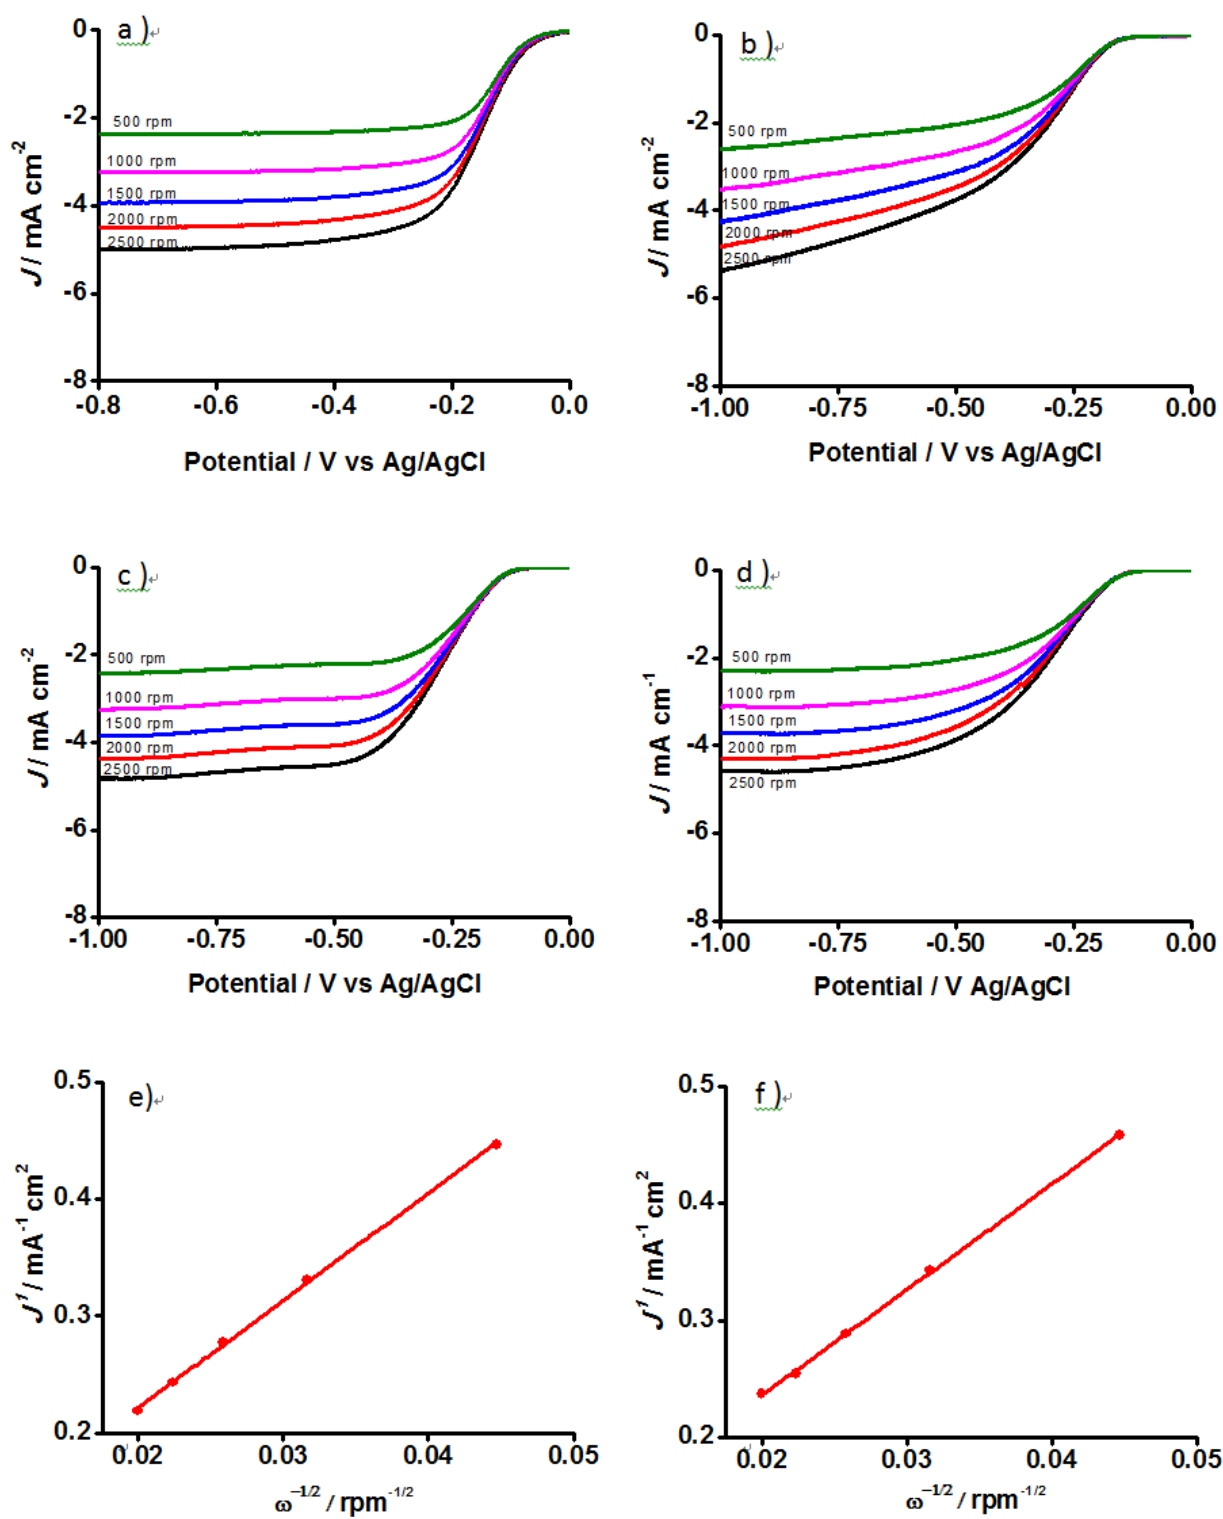 a )
0
-2
-4
-6
-8
J / mA cm-2
500 rpm
1000 rpm
1500 rpm
2000 rpm
2500 rpm
-0.8 -0.6 -0.4 -0.2 0.0
Potential / V vs Ag/AgCl
b )
0
-2
-4
-6
-8
J / mA cm-2
500 rpm
1000 rpm
1500 rpm
2000 rpm
2500 rpm
-1.00 -0.75 -0.50 -0.25 0.00
Potential / V vs Ag/AgCl
c )
0
-2
-4
-6
-8
J / mA cm-2
500 rpm
1000 rpm
1500 rpm
2000 rpm
2500 rpm
-1.00 -0.75 -0.50 -0.25 0.00
Potential / V vs Ag/AgCl
d )
0
-2
-4
-6
-8
J / mA cm-1
500 rpm
1000 rpm
1500 rpm
2000 rpm
2500 rpm
-1.00 -0.75 -0.50 -0.25 0.00
Potential / V Ag/AgCl
e)
0.5
0.4
0.3
0.2
J1 / mA-1 cm2
0.02 0.03 0.04 0.05
ω–1/2 / rpm-1/2
f )
0.5
0.4
0.3
0.2
J1 / mA-1 cm2
0.02 0.03 0.04 0.05
ω–1/2 / rpm-1/2